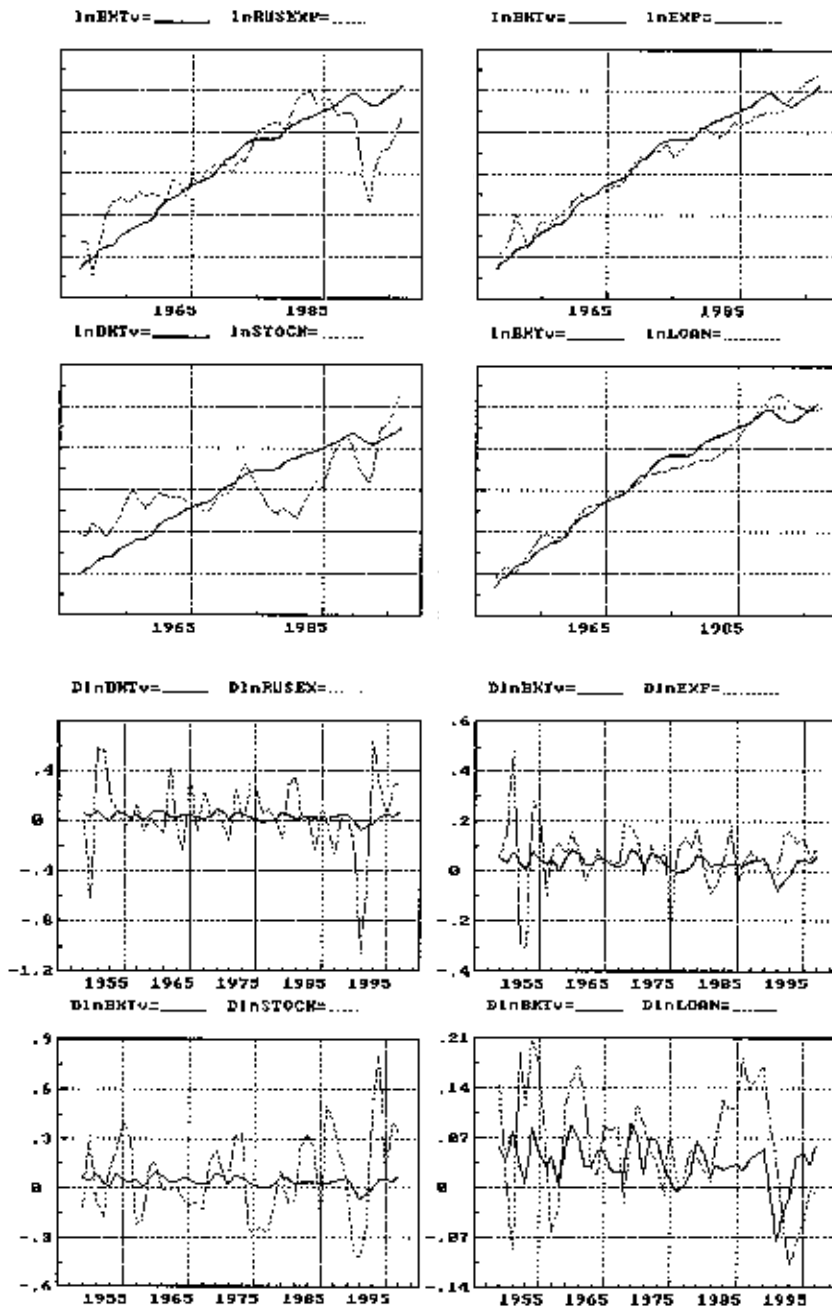 lnBKTv=_____ lnRUSEXP=..... lnBKTv=_____ lnEXP=.....
1965 1985 1965 1985
lnBKTv=_____ lnSTOCK=..... lnBKTv=_____ lnLOAN=.....
1965 1985 1965 1985
DlnBKTv=_____ DlnRUSEX=..... DlnBKTv=_____ DlnEXP=.....
.6
.4 .4
.2
0 0
-.4
-.8 -.2
-1.2 -.4
1955 1965 1975 1985 1995 1955 1965 1975 1985 1995
DlnBKTv=_____ DlnSTOCK=..... DlnBKTv=_____ DlnLOAN=.....
.9 .21
.6 .14
.3 .07
0 0
-.3 -.07
-.6 -.14
1955 1965 1975 1985 1995 1955 1965 1975 1985 1995